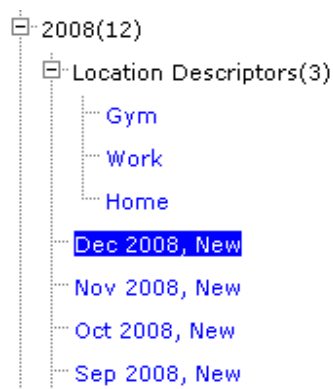 2008(12)
Location Descriptors(3)
Gym
Work
Home
Dec 2008, New
Nov 2008, New
Oct 2008, New
Sep 2008, New